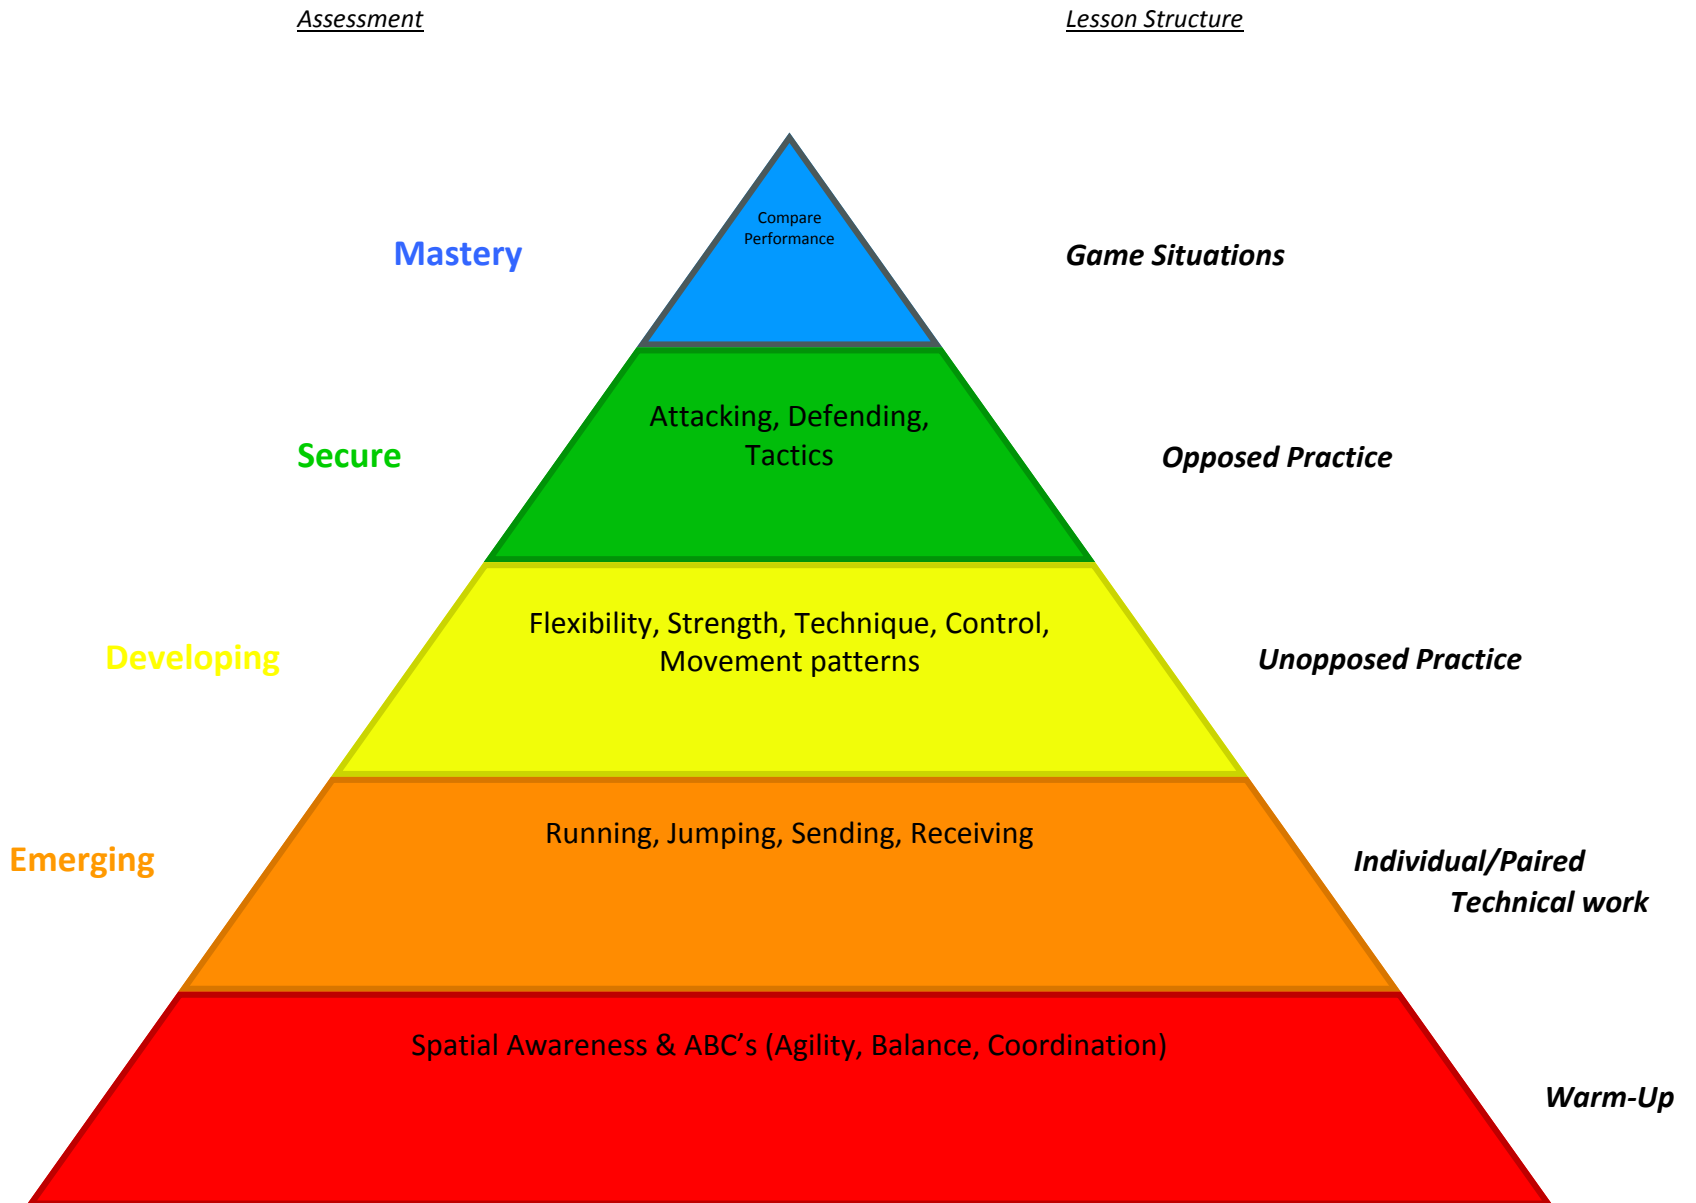 Assessment
Lesson Structure
Compare
Performance
Mastery
Game Situations
Attacking, Defending,
Tactics
Secure
Opposed Practice
Flexibility, Strength, Technique, Control,
Movement patterns
Developing
Unopposed Practice
Running, Jumping, Sending, Receiving
Emerging
Individual/Paired
Technical work
Spatial Awareness & ABC’s (Agility, Balance, Coordination)
Warm-Up